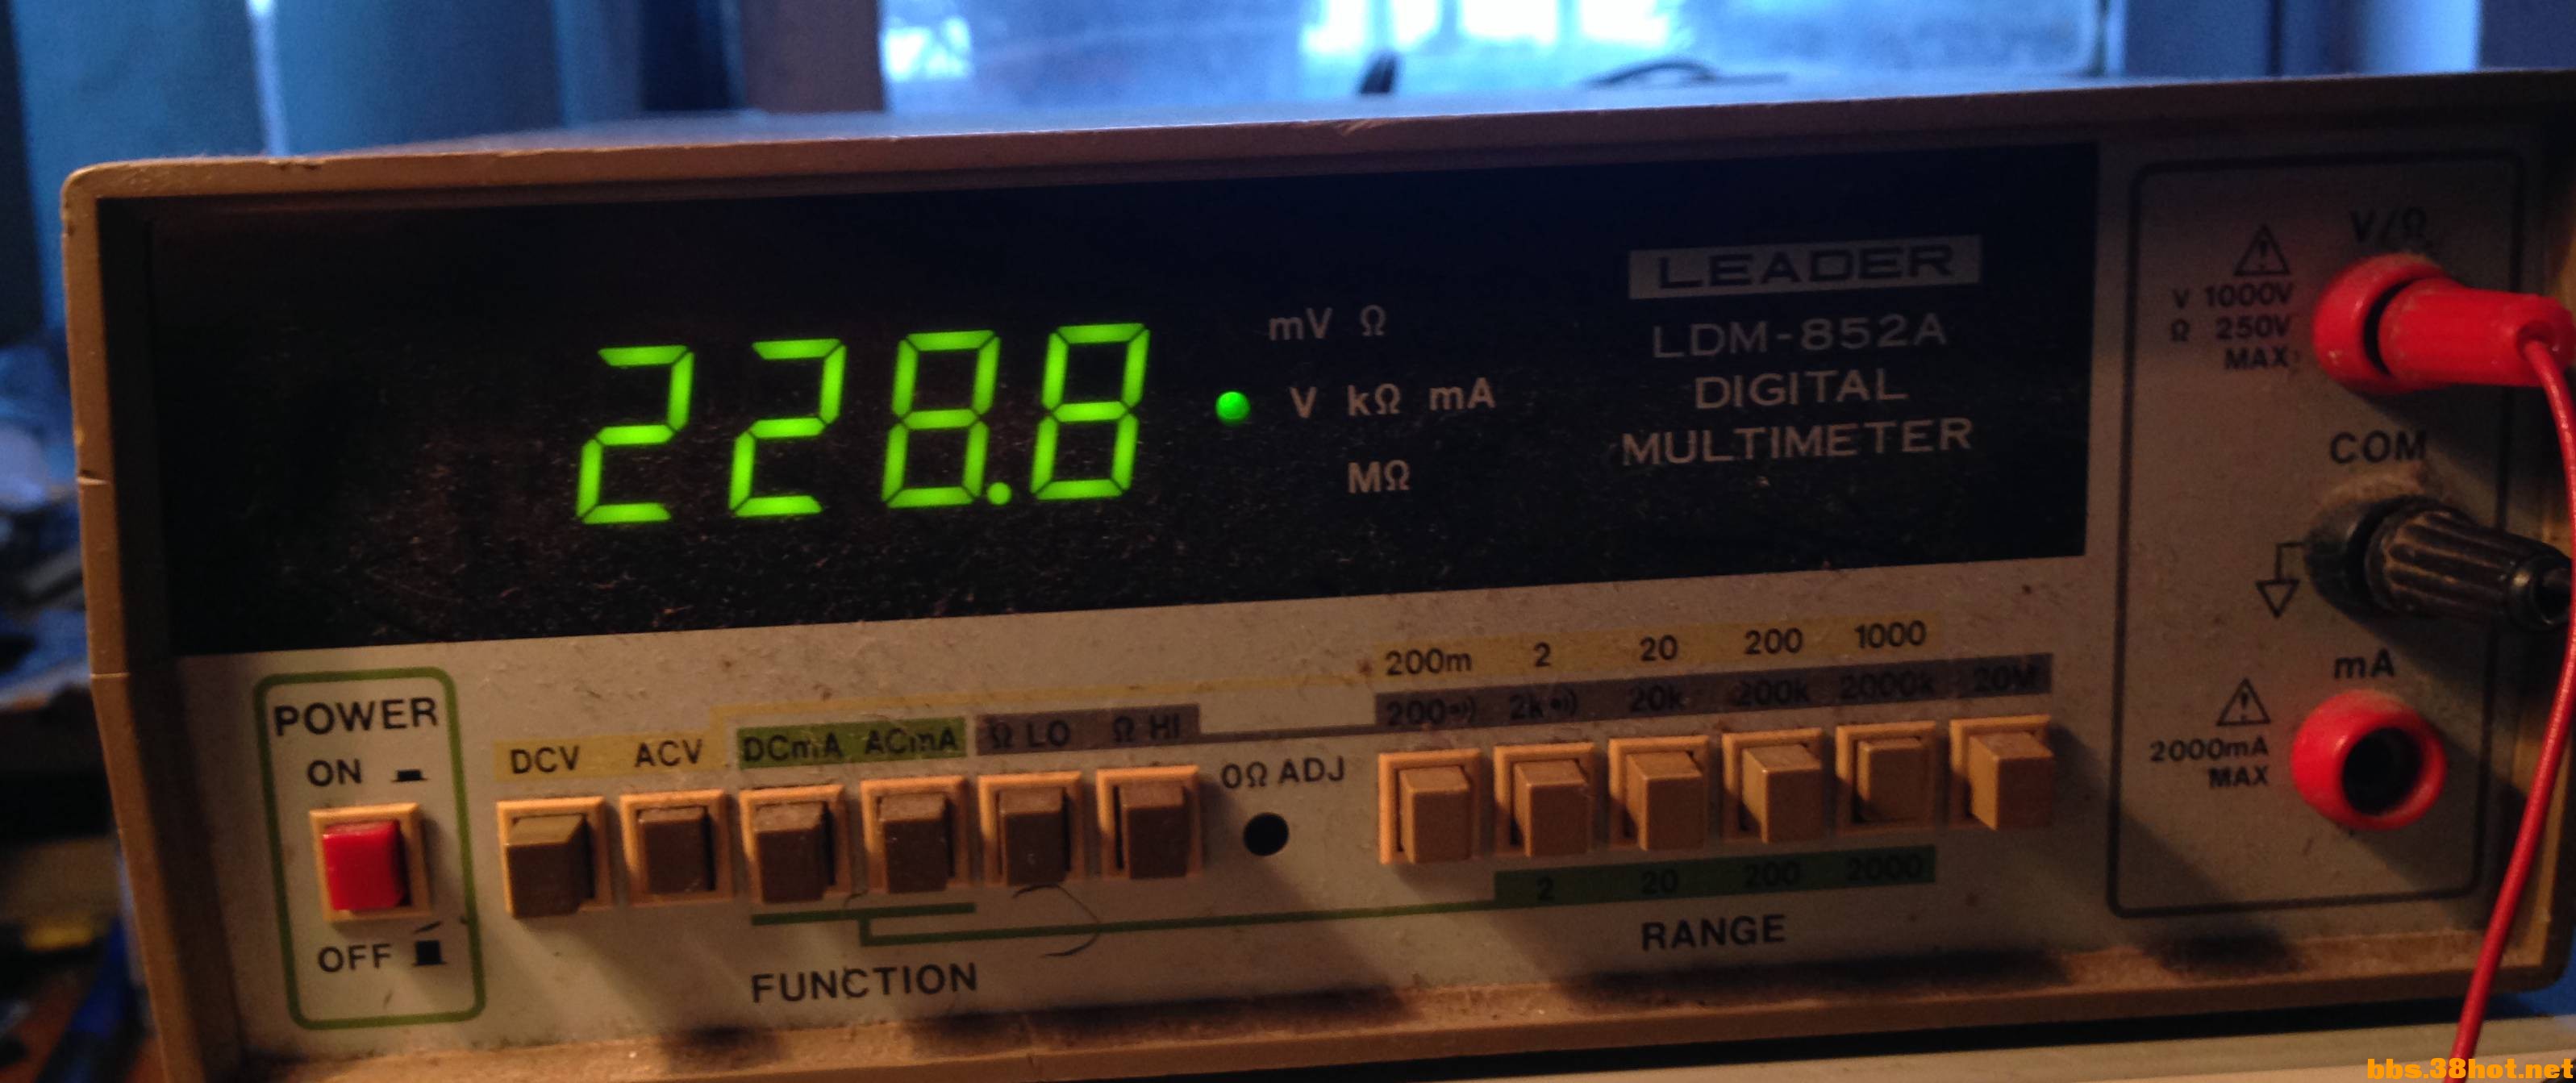 LEADER
LDM-852A
DIGITAL
MULTIMETER
228.8
mV Ω
V kΩ mA
MΩ
V/Ω
V 1000V
Ω 250V
MAX
COM
mA
2000mA
MAX
POWER
ON
OFF
DCV ACV DCmA ACmA Ω LO Ω HI
0Ω ADJ
FUNCTION
200m 2 20 200 1000
200•)) 2k•)) 20k 200k 2000k 20M
2 20 200 2000
RANGE
bbs.38hot.net